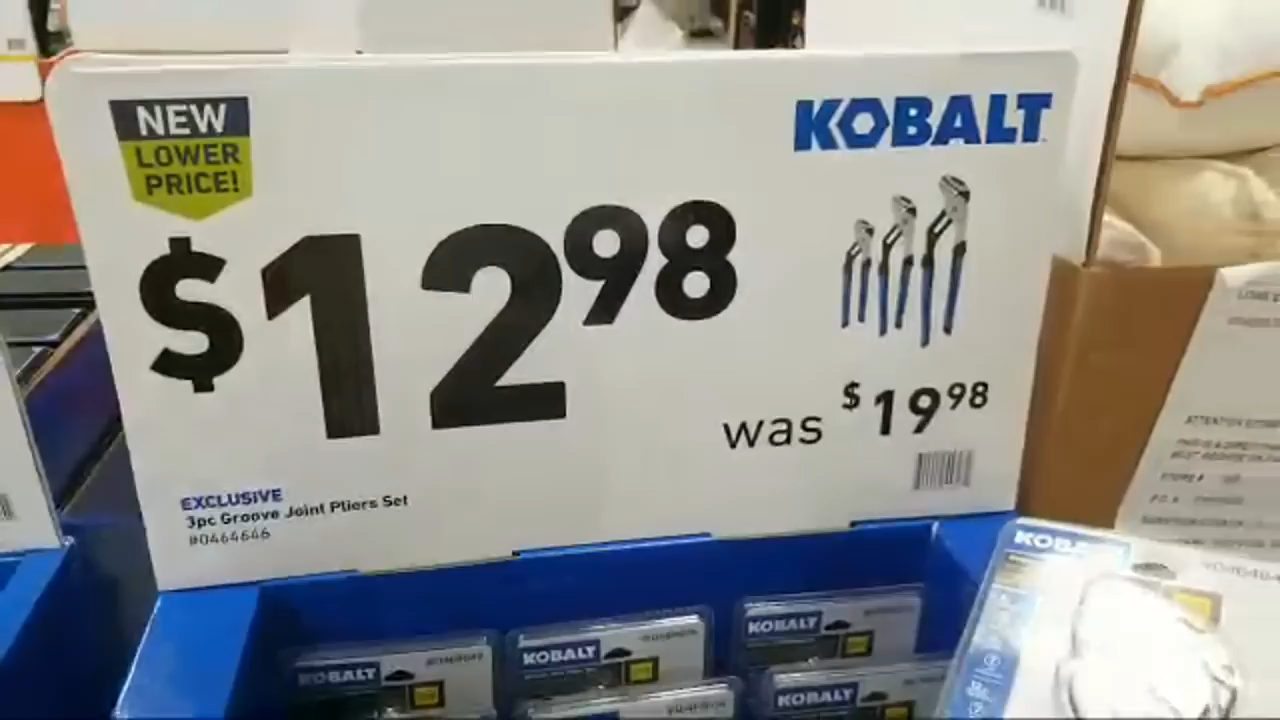 NEW
LOWER
PRICE!
KOBALT
$12 98
was $19 98
EXCLUSIVE
3pc Groove Joint Pliers Set
#0464646
KOBALT
KOBALT
KOBALT
KOBALT
KOBALT